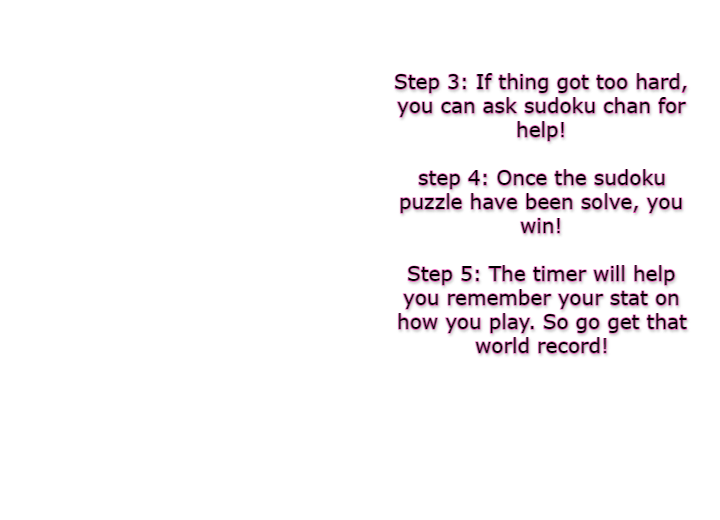 Step 3: If thing got too hard,
you can ask sudoku chan for
help!
step 4: Once the sudoku
puzzle have been solve, you
win!
Step 5: The timer will help
you remember your stat on
how you play. So go get that
world record!